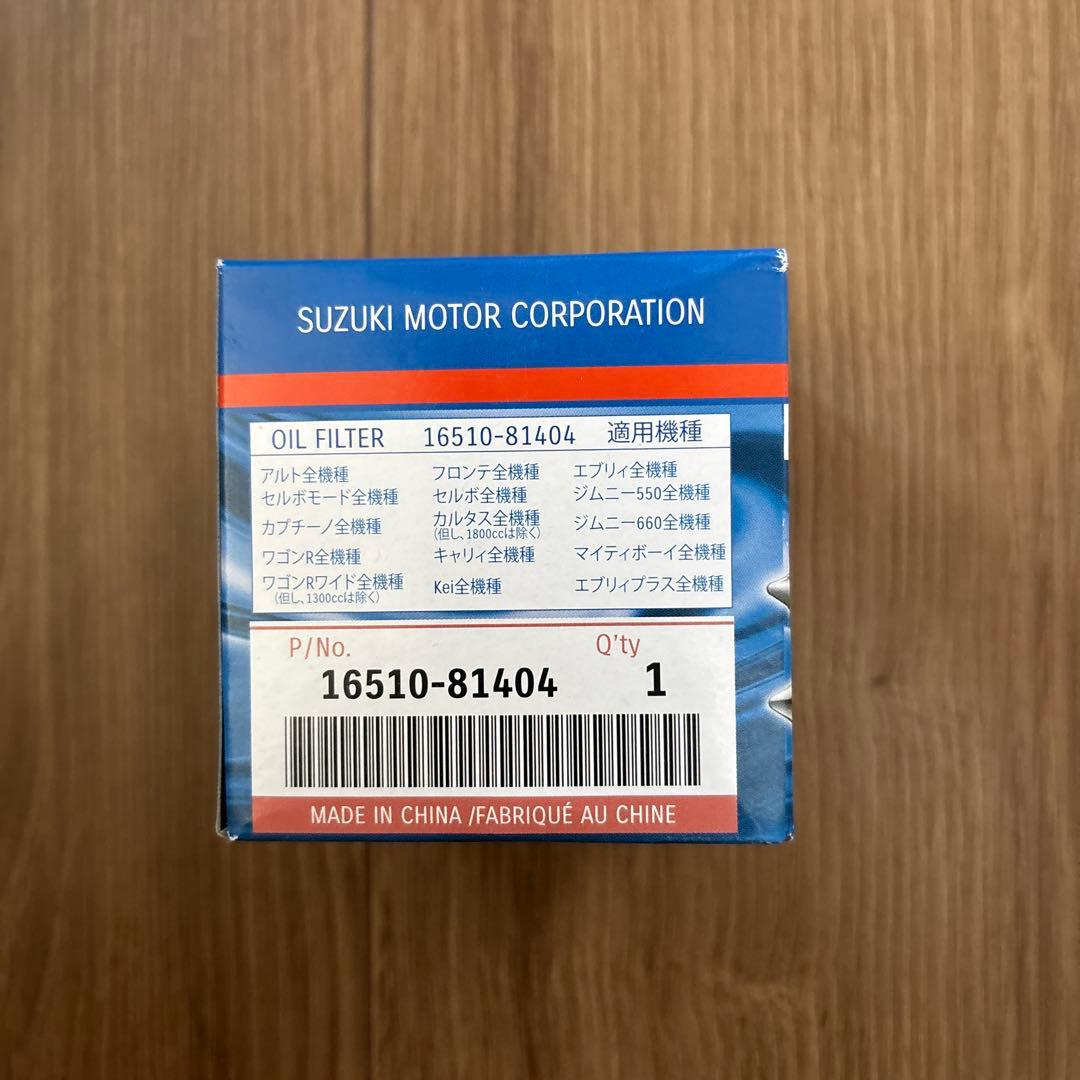 SUZUKI MOTOR CORPORATION
OIL FILTER 16510-81404 適用機種
アルト全機種 フロンテ全機種 エブリィ全機種
セルボモード全機種 セルボ全機種 ジムニー550全機種
カプチーノ全機種 カルタス全機種 ジムニー660全機種
(但し、1800ccは除く)
ワゴンR全機種 キャリィ全機種 マイティボーイ全機種
ワゴンRワイド全機種 Kei全機種 エブリィプラス全機種
(但し、1300ccは除く)
P/No. Q'ty
16510-81404 1
MADE IN CHINA /FABRIQUÉ AU CHINE